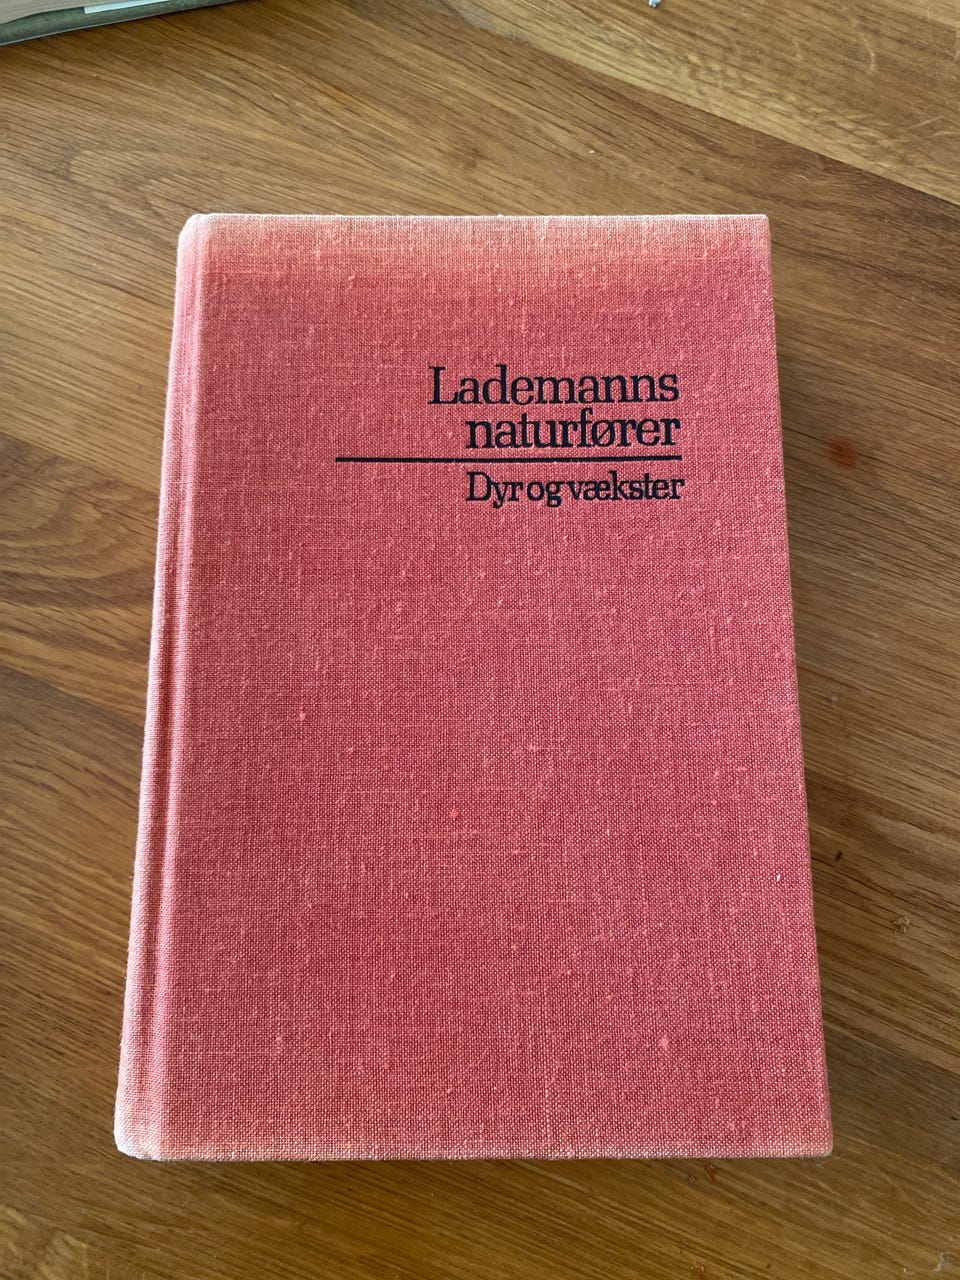 Lademanns
naturfører
Dyr og vækster